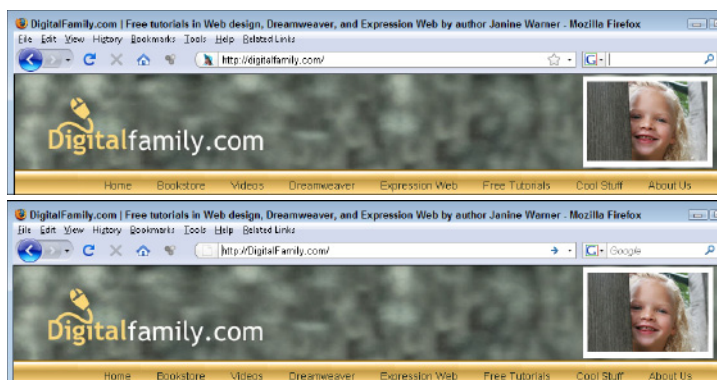 DigitalFamily.com | Free tutorials in Web design, Dreamweaver, and Expression Web by author Janine Warner - Mozilla Firefox
File Edit View History Bookmarks Tools Help Related Links
http://digitalfamily.com/ G
Digitalfamily.com
Home Bookstore Videos Dreamweaver Expression Web Free Tutorials Cool Stuff About Us
DigitalFamily.com | Free tutorials in Web design, Dreamweaver, and Expression Web by author Janine Warner - Mozilla Firefox
File Edit View History Bookmarks Tools Help Related Links
http://DigitalFamily.com/ G Google
Digitalfamily.com
Home Bookstore Videos Dreamweaver Expression Web Free Tutorials Cool Stuff About Us